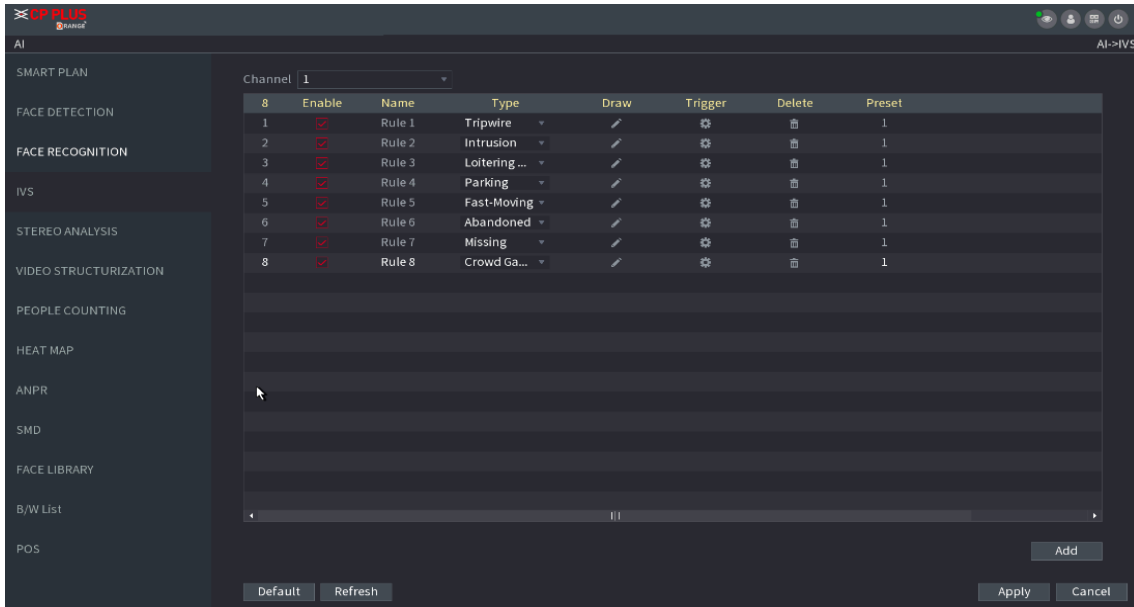 CP PLUS
ORANGE
AI
AI->IVS
SMART PLAN
FACE DETECTION
FACE RECOGNITION
IVS
STEREO ANALYSIS
VIDEO STRUCTURIZATION
PEOPLE COUNTING
HEAT MAP
ANPR
SMD
FACE LIBRARY
B/W List
POS
Channel 1
8 Enable Name Type Draw Trigger Delete Preset
1 Rule 1 Tripwire 1
2 Rule 2 Intrusion 1
3 Rule 3 Loitering ... 1
4 Rule 4 Parking 1
5 Rule 5 Fast-Moving 1
6 Rule 6 Abandoned 1
7 Rule 7 Missing 1
8 Rule 8 Crowd Ga... 1
Add
Default Refresh Apply Cancel